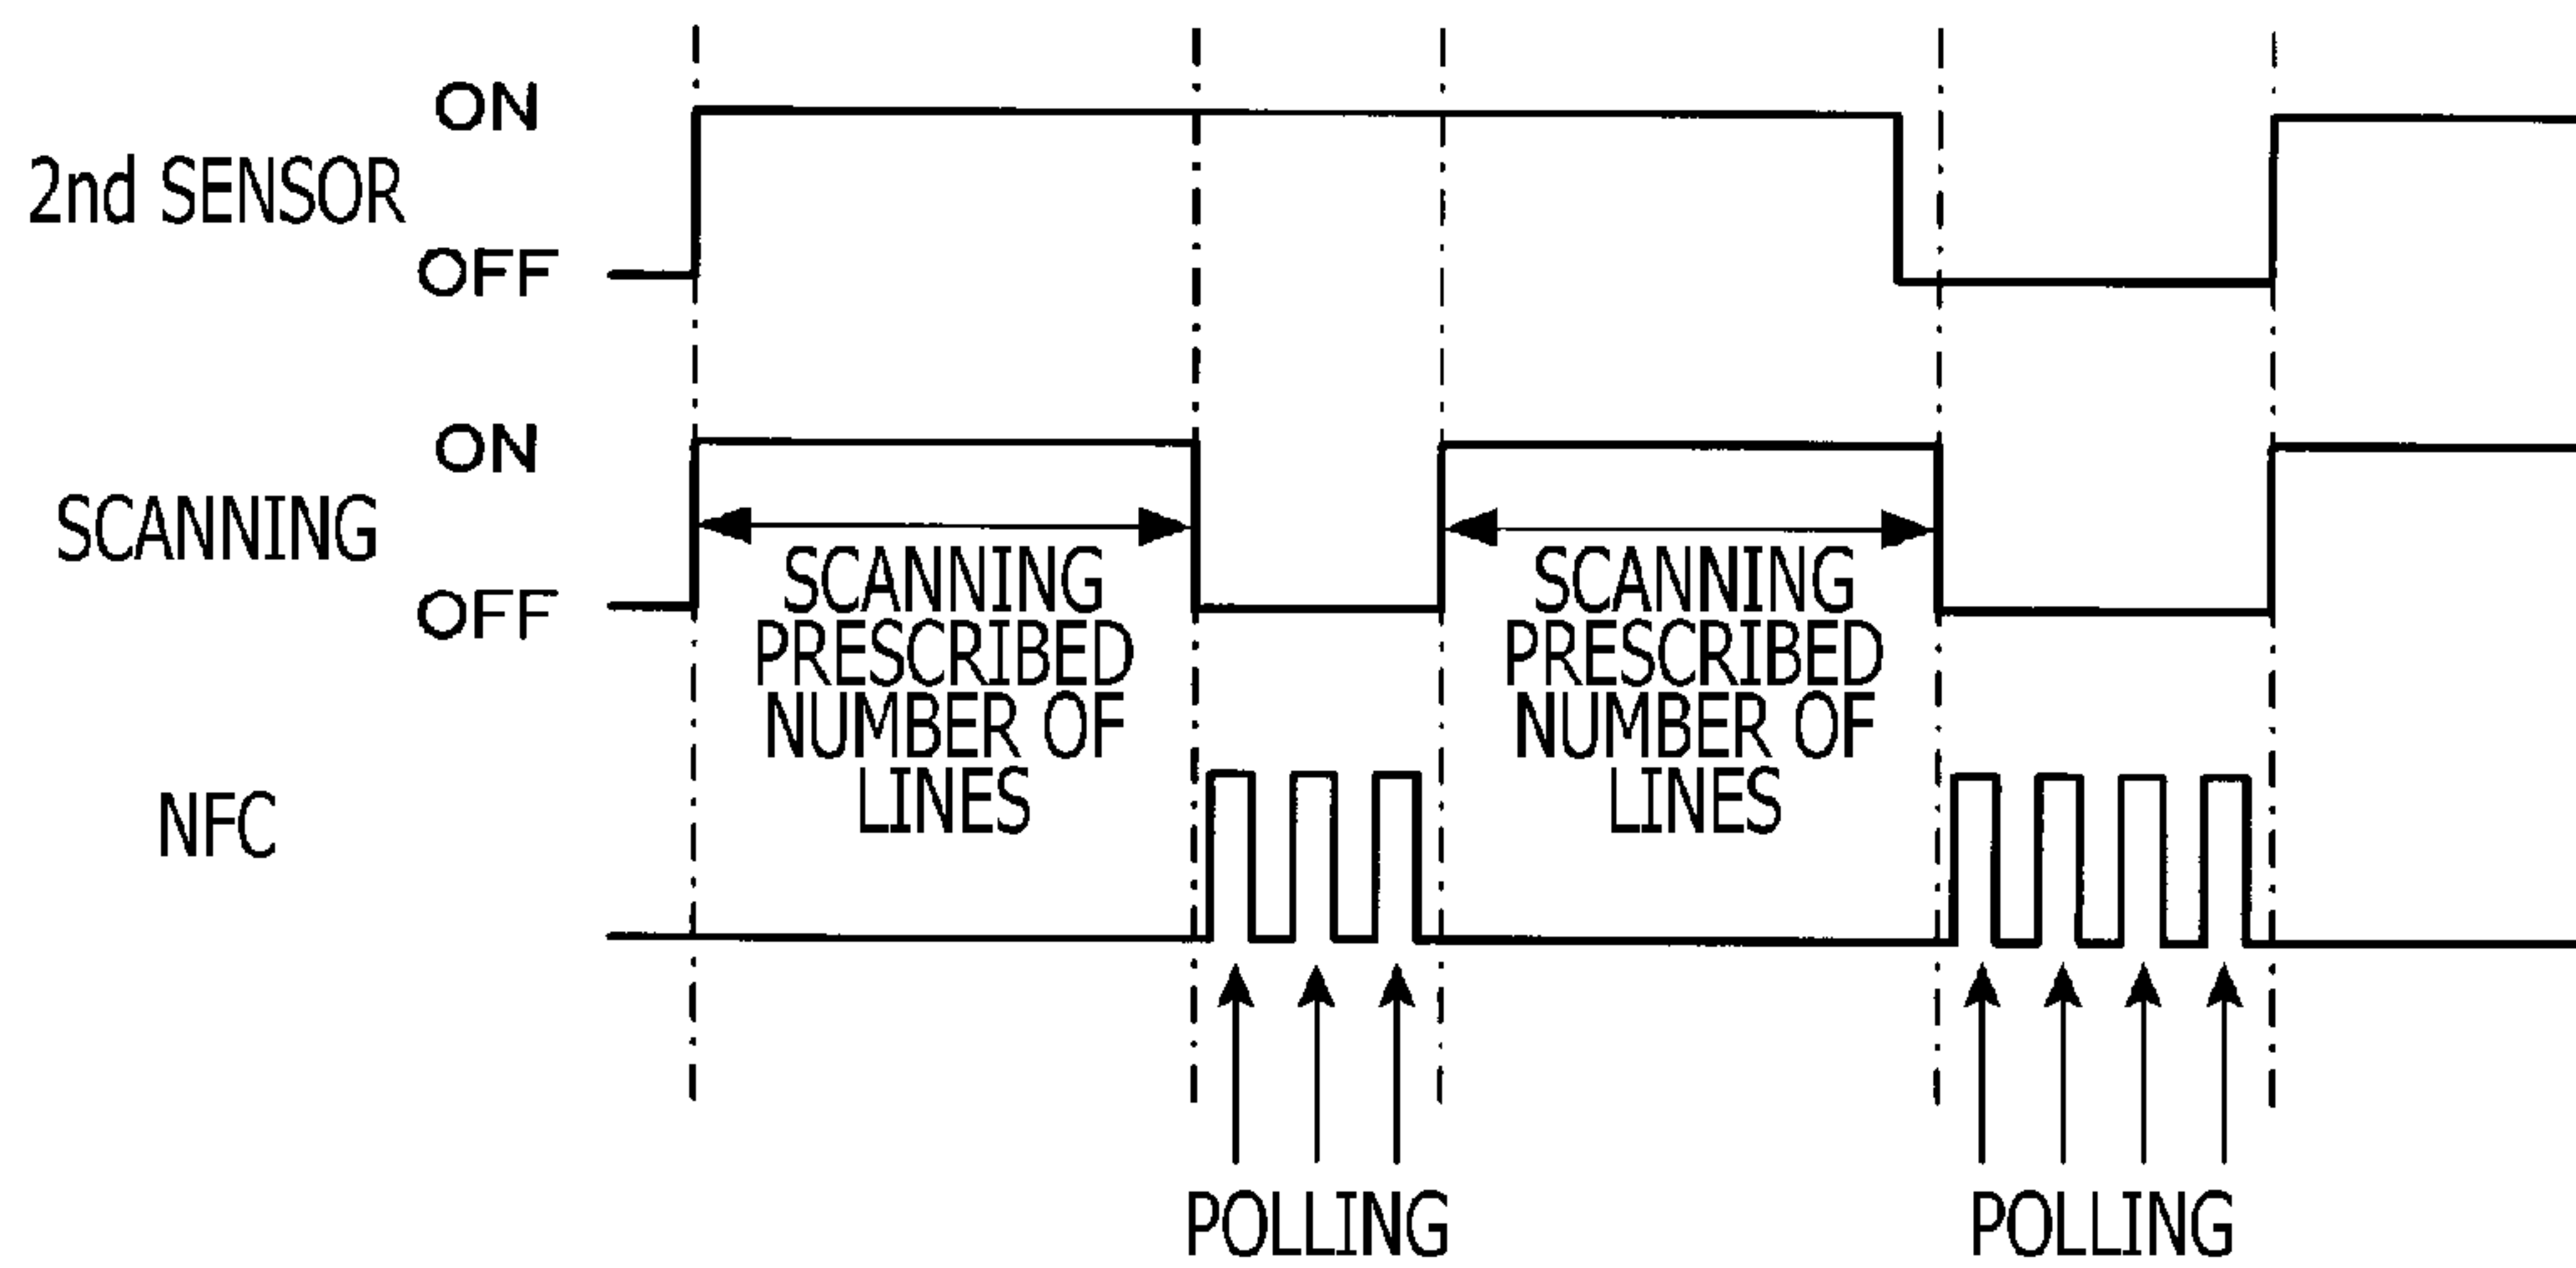 ON
2nd SENSOR
OFF
ON
SCANNING
OFF
SCANNING
PRESCRIBED
NUMBER OF
LINES
SCANNING
PRESCRIBED
NUMBER OF
LINES
NFC
POLLING
POLLING